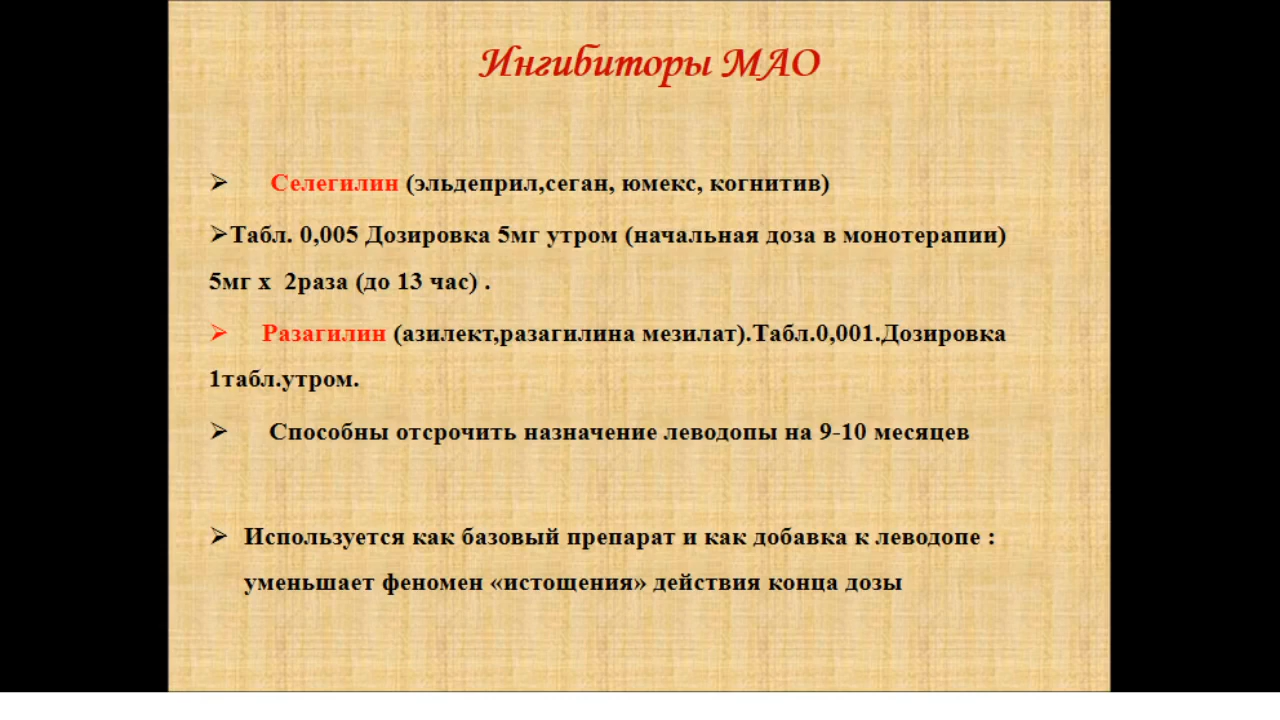 Ингибиторы МАО
➢ Селегилин (эльдеприл,сеган, юмекс, когнитив)
➢Табл. 0,005 Дозировка 5мг утром (начальная доза в монотерапии)
5мг х 2раза (до 13 час) .
➢ Разагилин (азилект,разагилина мезилат).Табл.0,001.Дозировка
1табл.утром.
➢ Способны отсрочить назначение леводопы на 9-10 месяцев
➢ Используется как базовый препарат и как добавка к леводопе :
уменьшает феномен «истощения» действия конца дозы